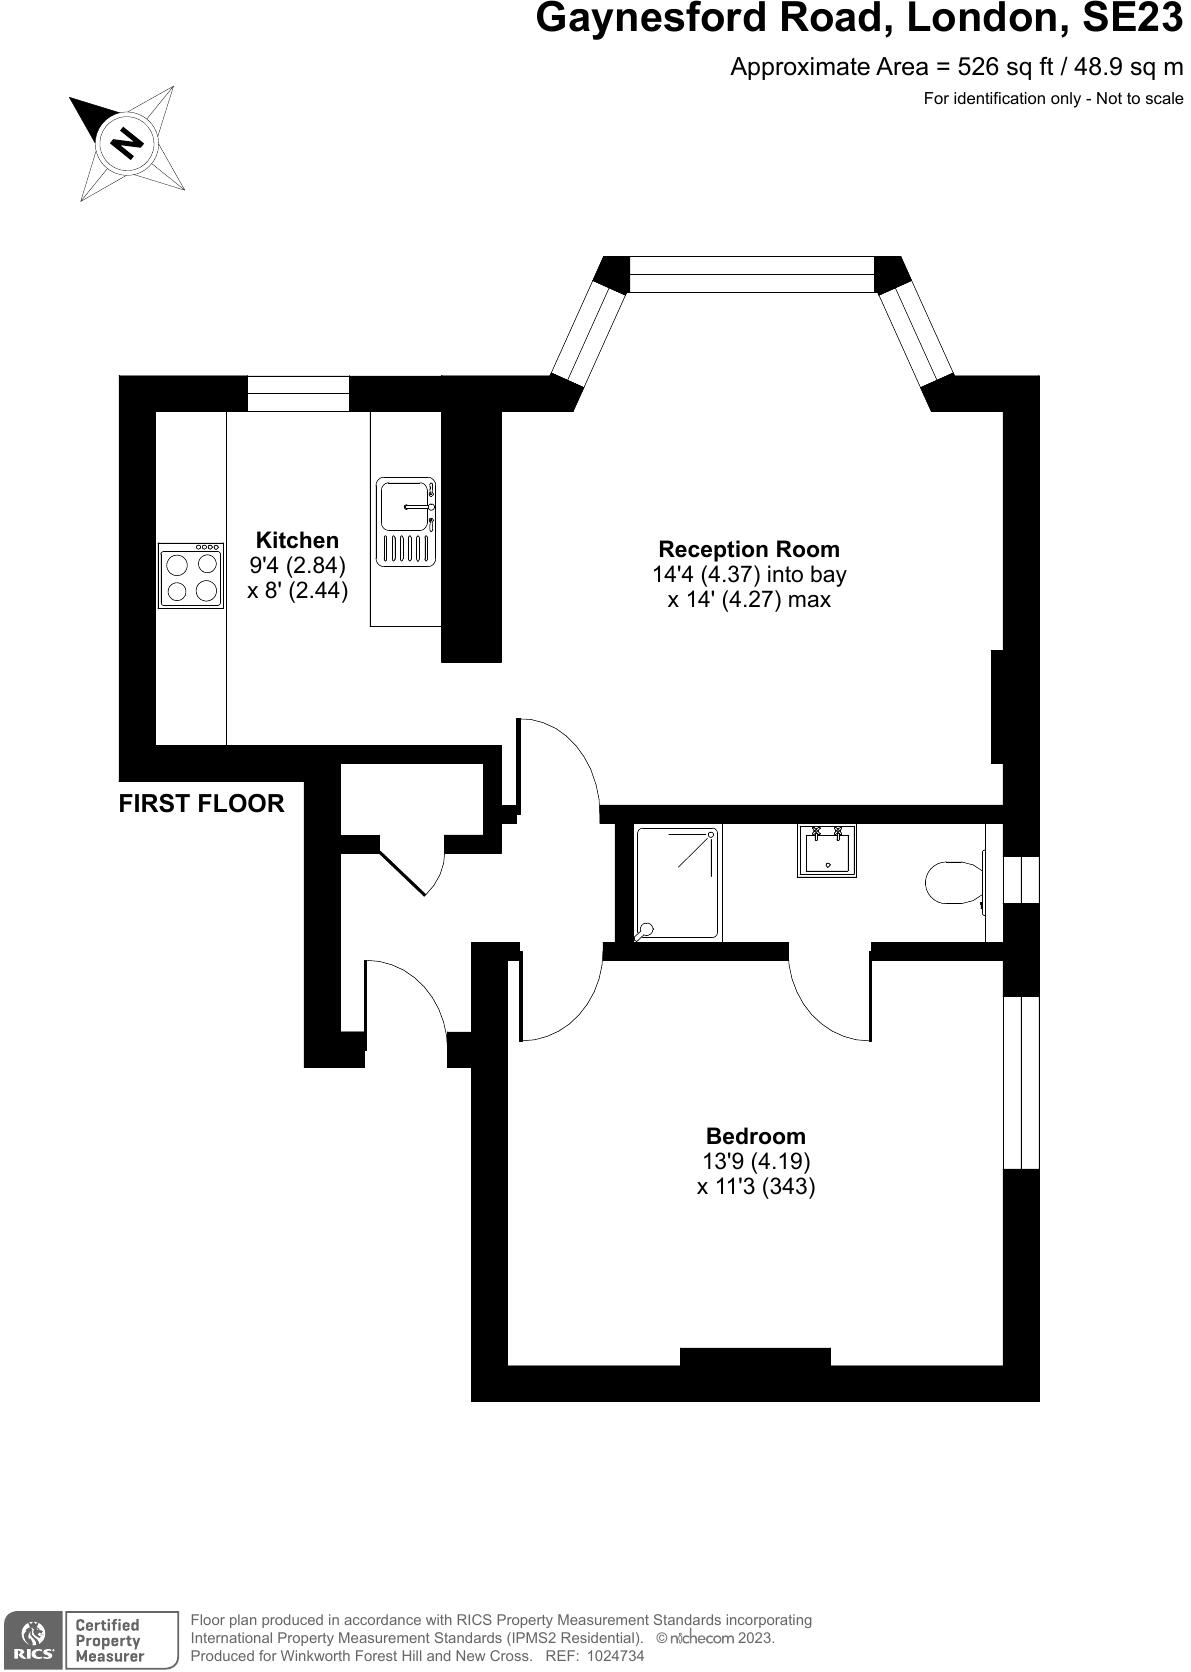 Gaynesford Road, London, SE23
Approximate Area = 526 sq ft / 48.9 sq m
For identification only - Not to scale
N
Kitchen
9'4 (2.84)
x 8' (2.44)
Reception Room
14'4 (4.37) into bay
x 14' (4.27) max
FIRST FLOOR
Bedroom
13'9 (4.19)
x 11'3 (343)
RICS
Certified
Property
Measurer
Floor plan produced in accordance with RICS Property Measurement Standards incorporating
International Property Measurement Standards (IPMS2 Residential). © nichecom 2023.
Produced for Winkworth Forest Hill and New Cross. REF: 1024734